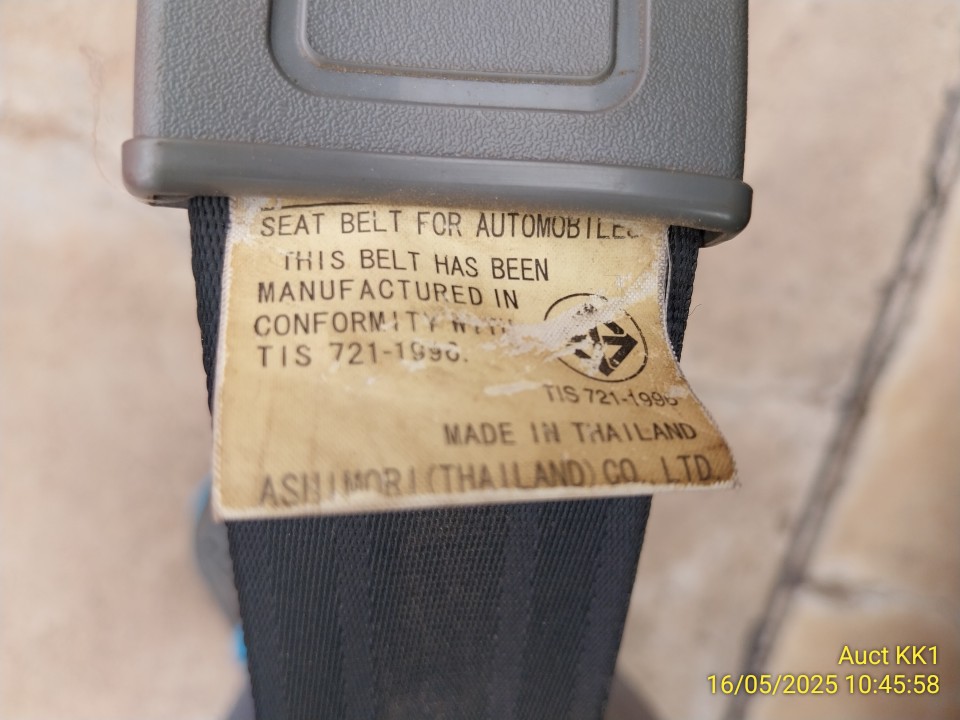 SEAT BELT FOR AUTOMOBILES
THIS BELT HAS BEEN
MANUFACTURED IN
CONFORMITY WITH
TIS 721-1996.
TIS 721-1996
MADE IN THAILAND
ASHIMORI (THAILAND) CO., LTD.
Auct KK1
16/05/2025 10:45:58